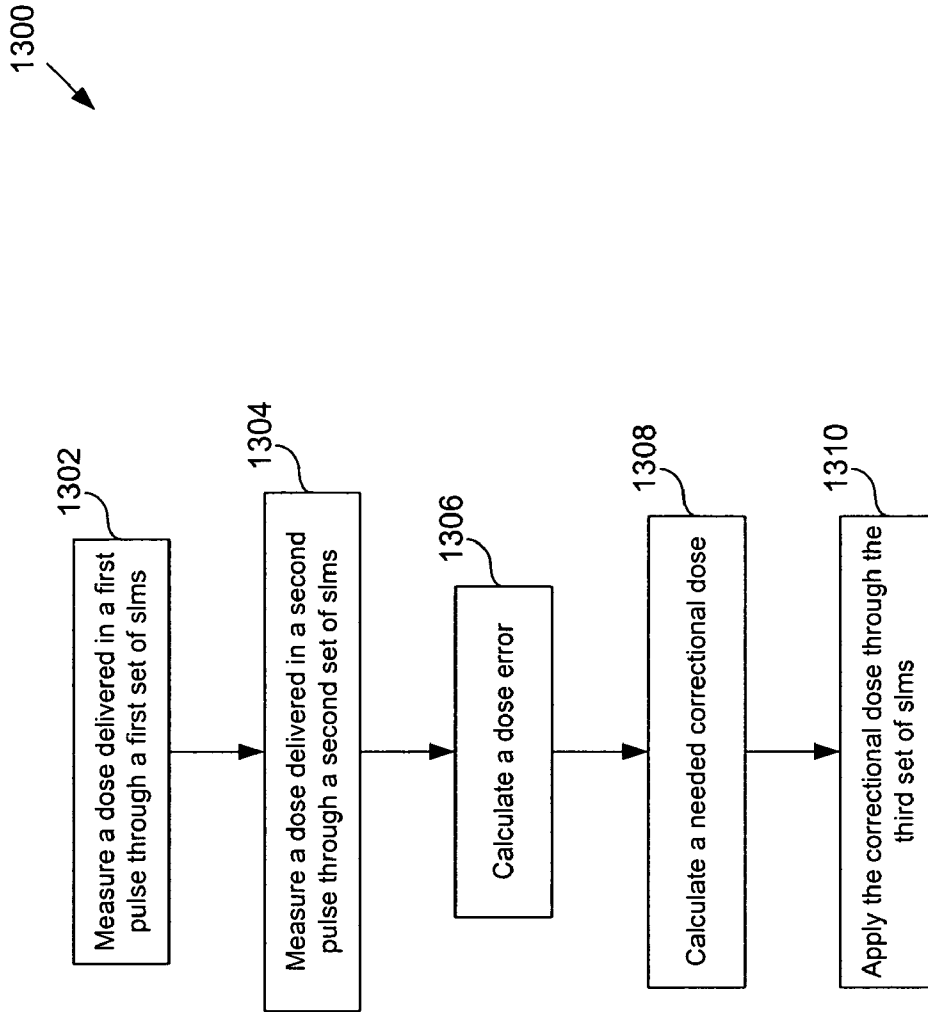 1300
Measure a dose delivered in a first
pulse through a first set of slms
1302
Measure a dose delivered in a second
pulse through a second set of slms
1304
Calculate a dose error
1306
Calculate a needed correctional dose
1308
Apply the correctional dose through the
third set of slms
1310